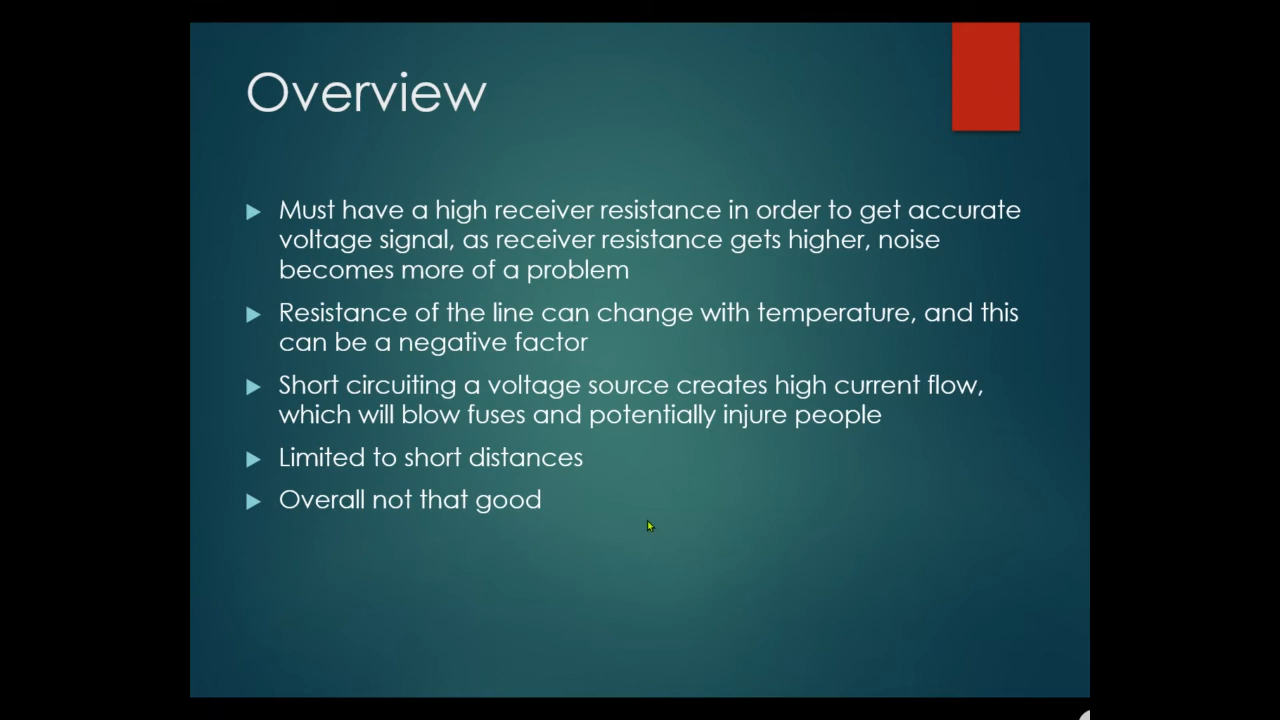 Overview
Must have a high receiver resistance in order to get accurate
voltage signal, as receiver resistance gets higher, noise
becomes more of a problem
Resistance of the line can change with temperature, and this
can be a negative factor
Short circuiting a voltage source creates high current flow,
which will blow fuses and potentially injure people
Limited to short distances
Overall not that good